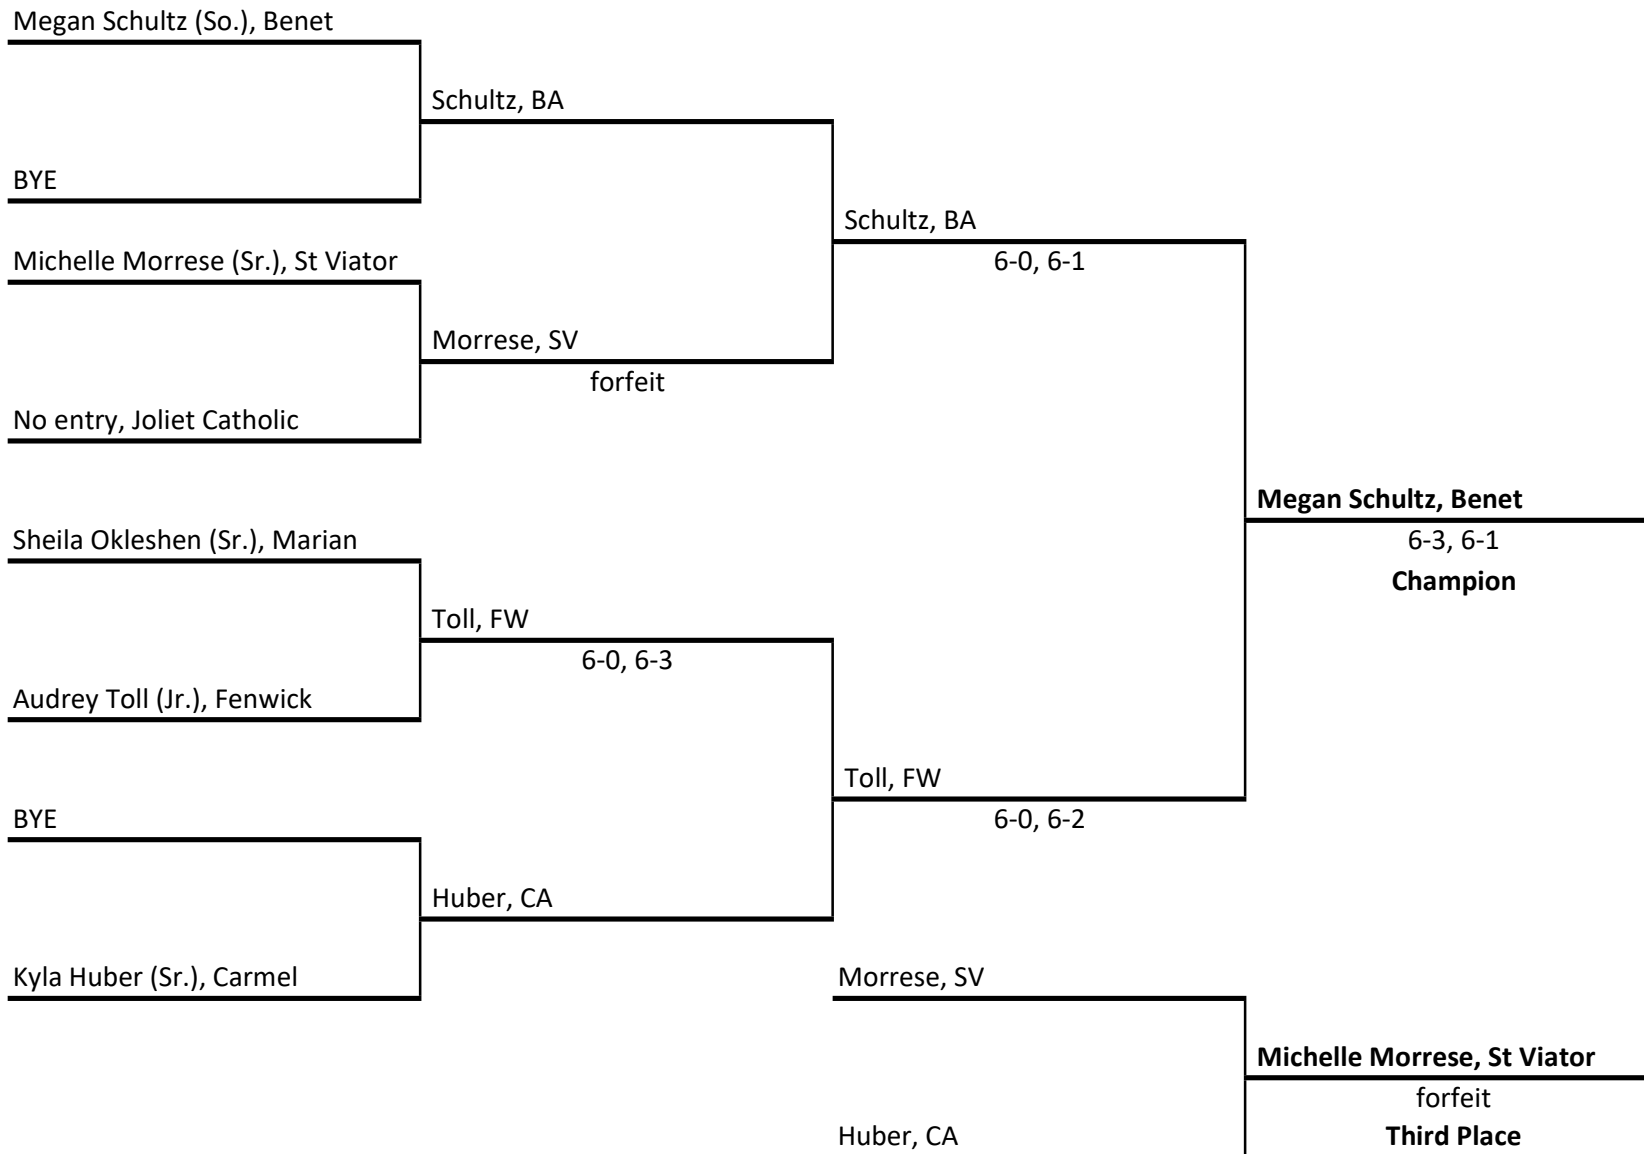 Megan Schultz (So.), Benet
Schultz, BA
BYE
Schultz, BA
6-0, 6-1
Michelle Morrese (Sr.), St Viator
Morrese, SV
forfeit
No entry, Joliet Catholic
Megan Schultz, Benet
6-3, 6-1
Champion
Sheila Okleshen (Sr.), Marian
Toll, FW
6-0, 6-3
Audrey Toll (Jr.), Fenwick
Toll, FW
6-0, 6-2
BYE
Huber, CA
Kyla Huber (Sr.), Carmel
Morrese, SV
Michelle Morrese, St Viator
forfeit
Third Place
Huber, CA